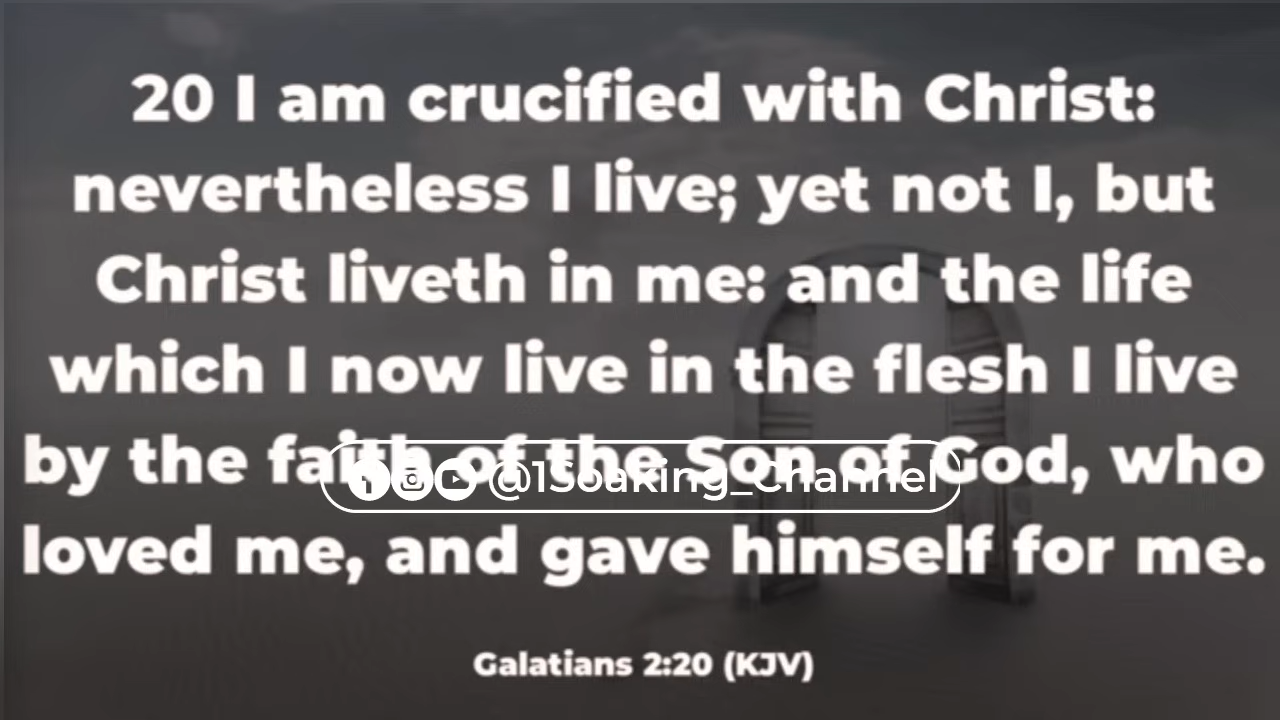 20 I am crucified with Christ:
nevertheless I live; yet not I, but
Christ liveth in me: and the life
which I now live in the flesh I live
by the faith of the Son of God, who
@1Soaking_Channel
loved me, and gave himself for me.
Galatians 2:20 (KJV)